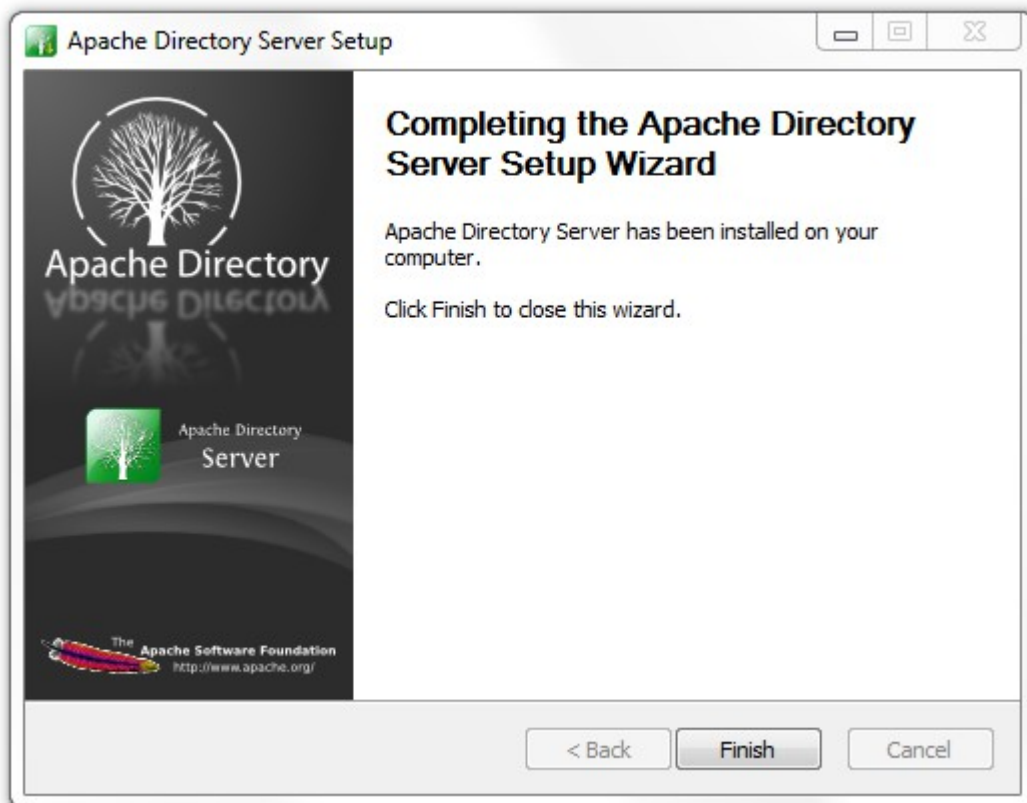 Apache Directory Server Setup
Completing the Apache Directory
Server Setup Wizard
Apache Directory Server has been installed on your
computer.
Click Finish to close this wizard.
Apache Directory
Apache Directory
Apache Directory
Server
The
Apache Software Foundation
http://www.apache.org/
< Back
Finish
Cancel